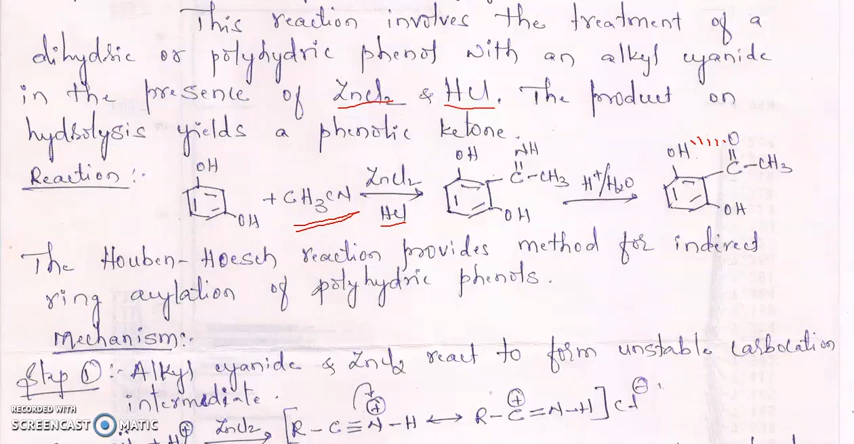 This reaction involves the treatment of a
dihydric or polyhydric phenol with an alkyl cyanide
in the presence of ZnCl2 & HCl. The product on
hydrolysis yields a phenolic ketone.
Reaction :-
OH
OH
+ CH3CN
ZnCl2
HCl
OH
NH
||
C-CH3
OH
H+/H2O
OH
O
||
C-CH3
OH
The Houben-Hoesch reaction provides method for indirect
ring acylation of polyhydric phenols.
Mechanism:-
Step ① :- Alkyl cyanide & ZnCl2 react to form unstable carbocation
intermediate.
ZnCl2
[R-C≡N-H ↔ R-C=N-H] Cl
⊕
⊕
⊖
RECORDED WITH
SCREENCAST MATIC